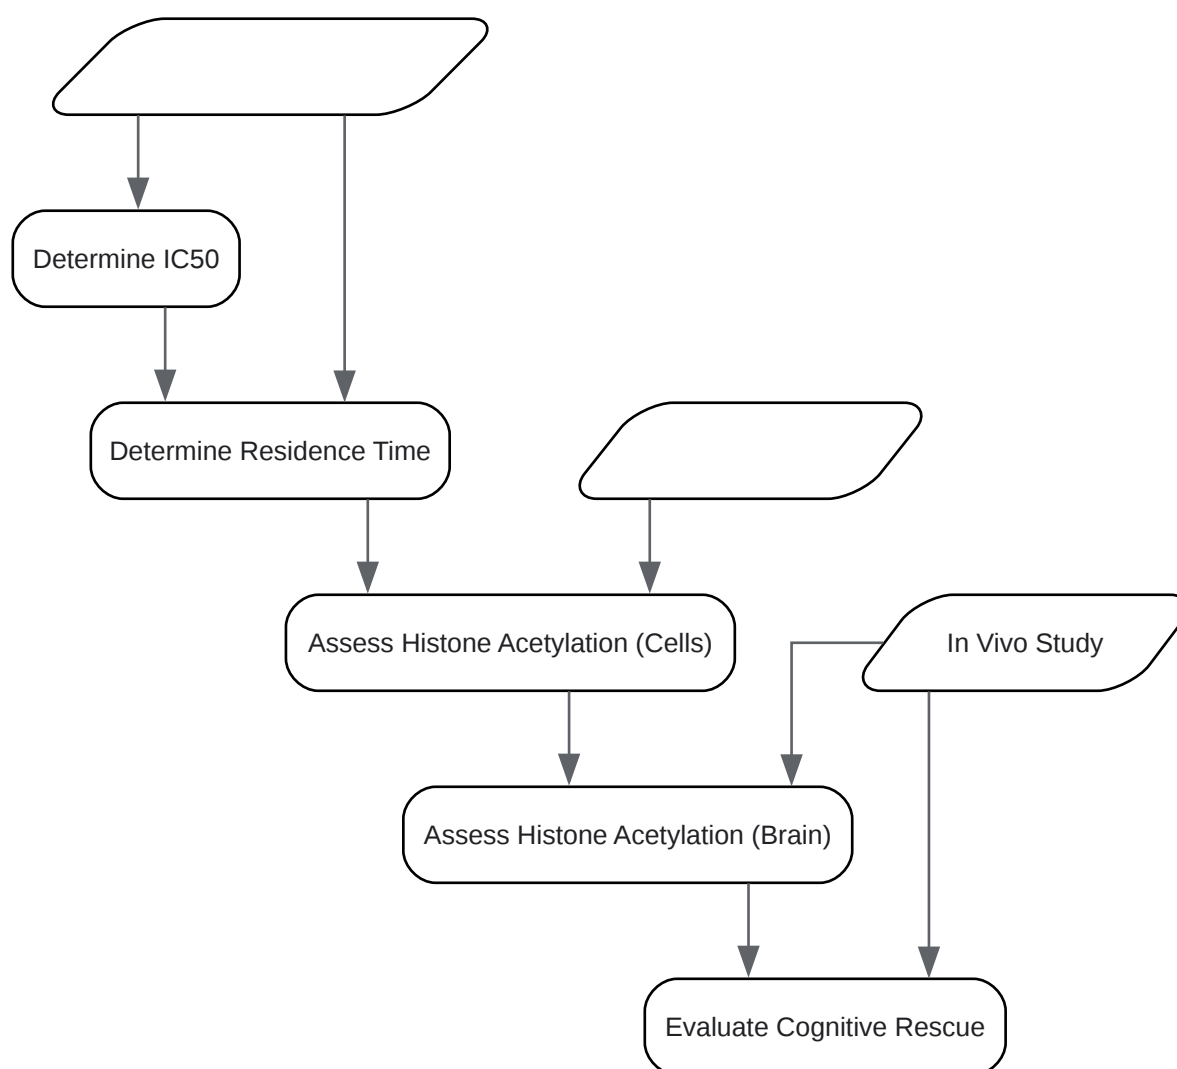 Determine IC50
Determine Residence Time
Assess Histone Acetylation (Cells)
In Vivo Study
Assess Histone Acetylation (Brain)
Evaluate Cognitive Rescue